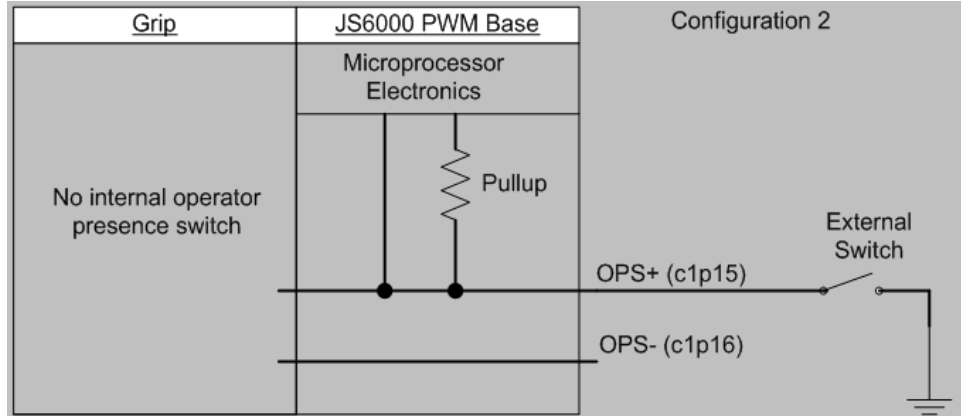 Grip
JS6000 PWM Base
Configuration 2
Microprocessor
Electronics
No internal operator
presence switch
Pullup
External
Switch
OPS+ (c1p15)
OPS- (c1p16)